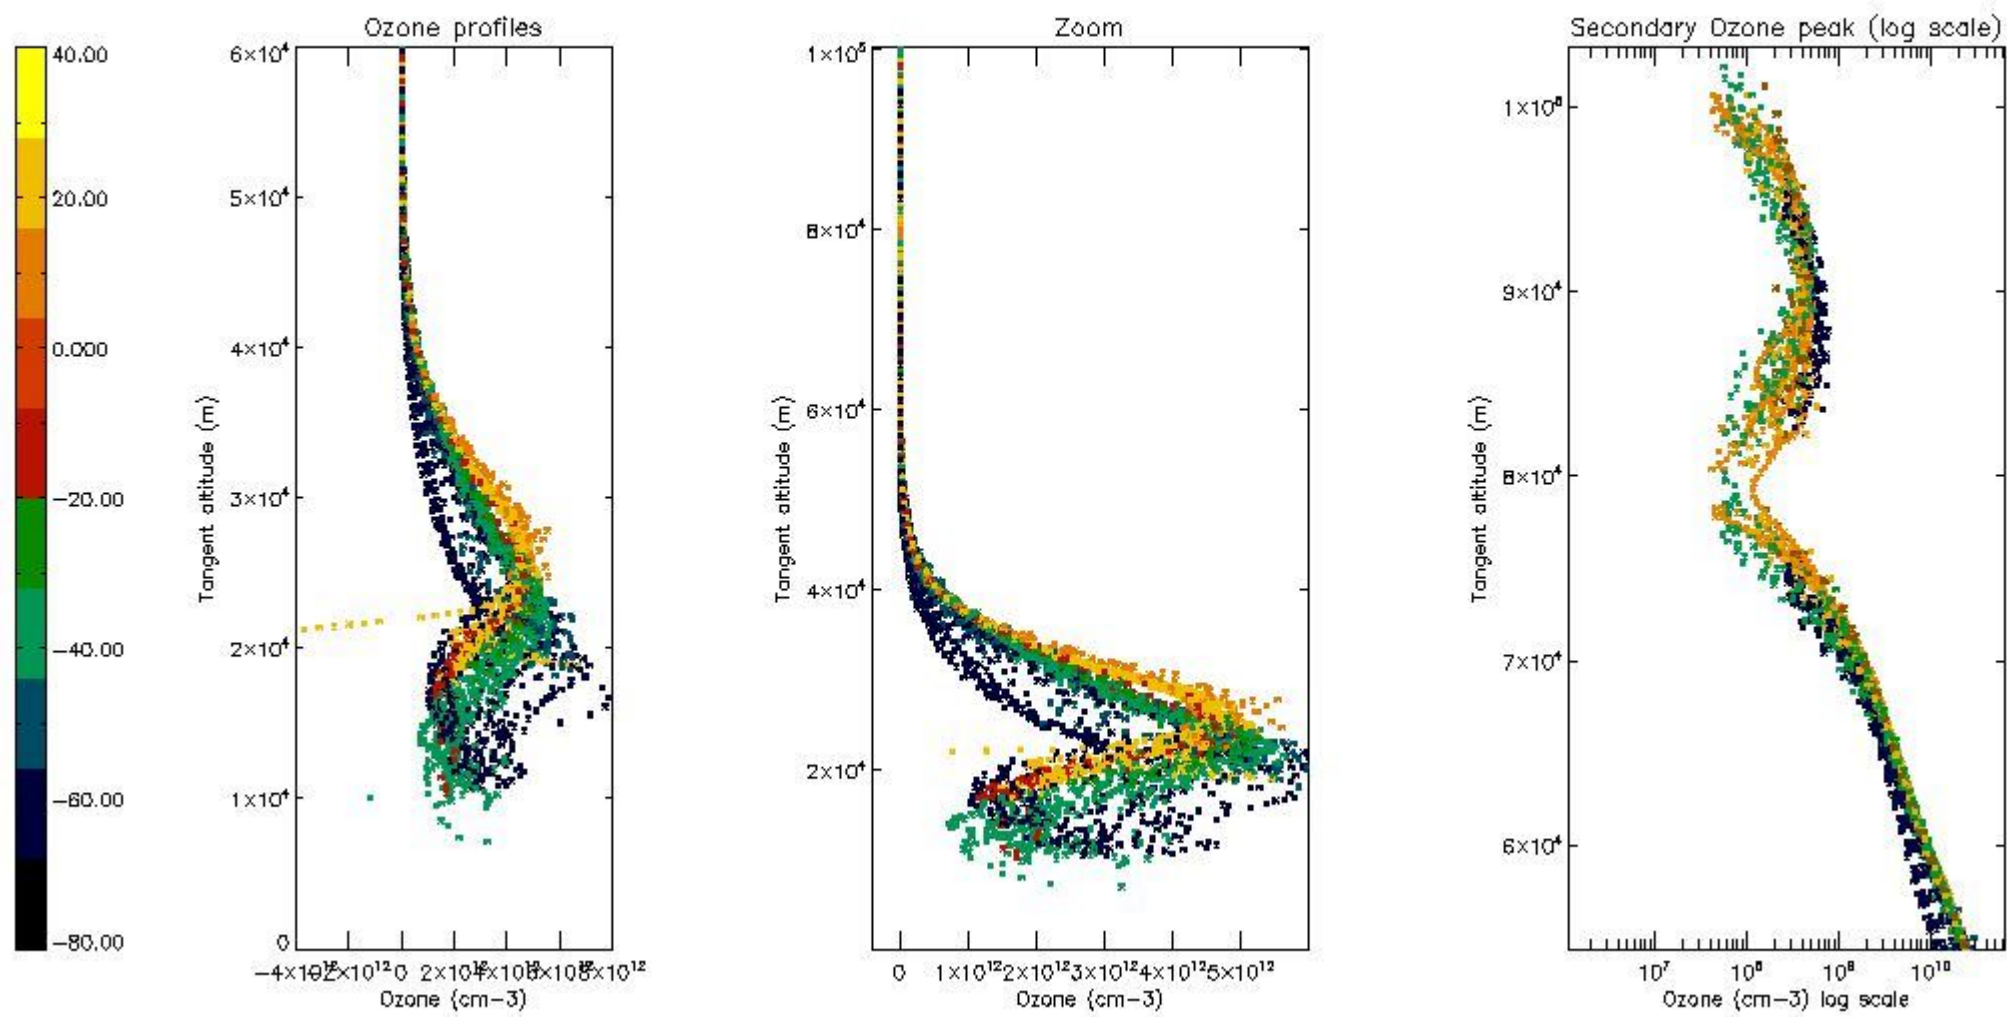 Ozone profiles
Zoom
Secondary Ozone peak (log scale)
40.00
20.00
0.000
-20.00
-40.00
-60.00
-80.00
6×10⁴
5×10⁴
4×10⁴
3×10⁴
2×10⁴
1×10⁴
0
Tangent altitude (m)
0
Ozone (cm-3)
1×10⁵
8×10⁴
6×10⁴
4×10⁴
2×10⁴
Tangent altitude (m)
0 1×10¹² 2×10¹² 3×10¹² 4×10¹² 5×10¹²
Ozone (cm-3)
9×10⁴
8×10⁴
7×10⁴
6×10⁴
Tangent altitude (m)
10⁷ 10⁸ 10⁹ 10¹⁰
Ozone (cm-3) log scale